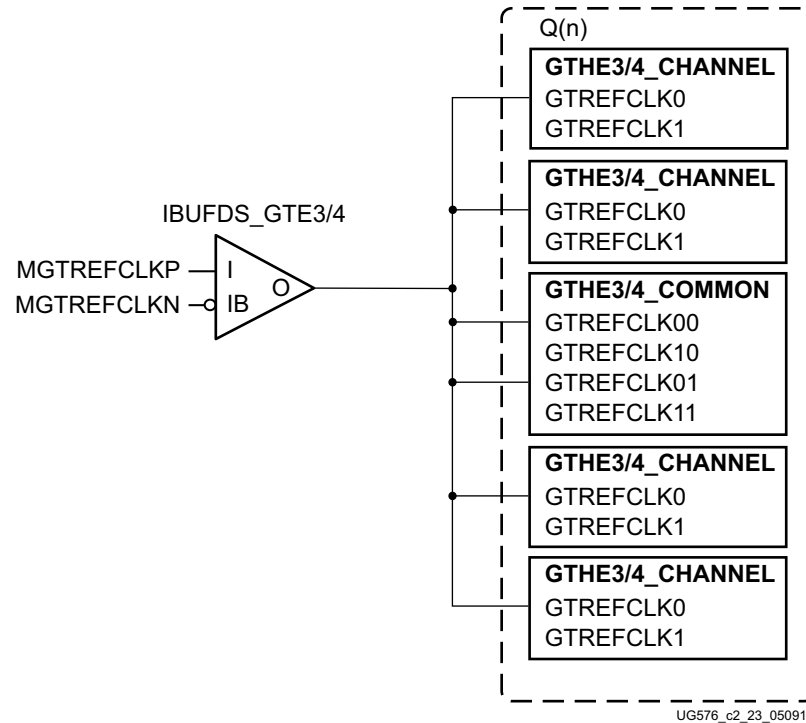 Q(n)
GTHE3/4_CHANNEL
GTREFCLK0
GTREFCLK1
GTHE3/4_CHANNEL
GTREFCLK0
GTREFCLK1
IBUFDS_GTE3/4
MGTREFCLKP
I
O
MGTREFCLKN
IB
GTHE3/4_COMMON
GTREFCLK00
GTREFCLK10
GTREFCLK01
GTREFCLK11
GTHE3/4_CHANNEL
GTREFCLK0
GTREFCLK1
GTHE3/4_CHANNEL
GTREFCLK0
GTREFCLK1
UG576_c2_23_05091